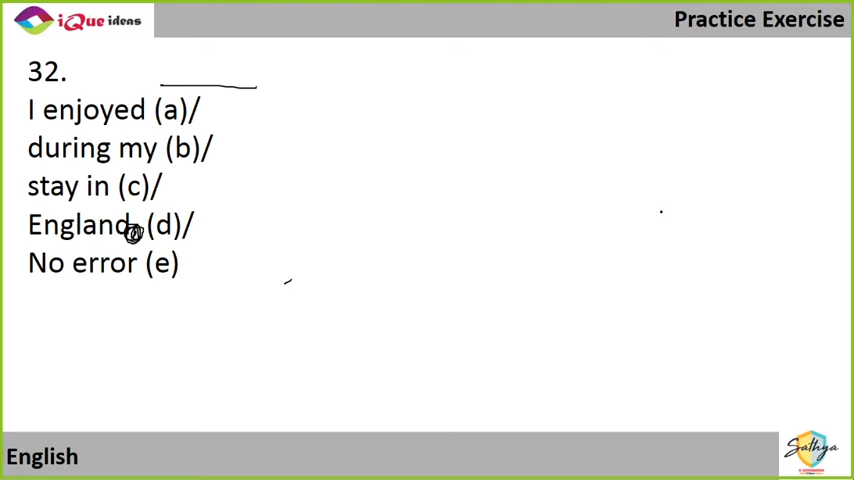 iQue ideas
Practice Exercise
32.
I enjoyed (a)/
during my (b)/
stay in (c)/
England. (d)/
No error (e)
English
Sathya